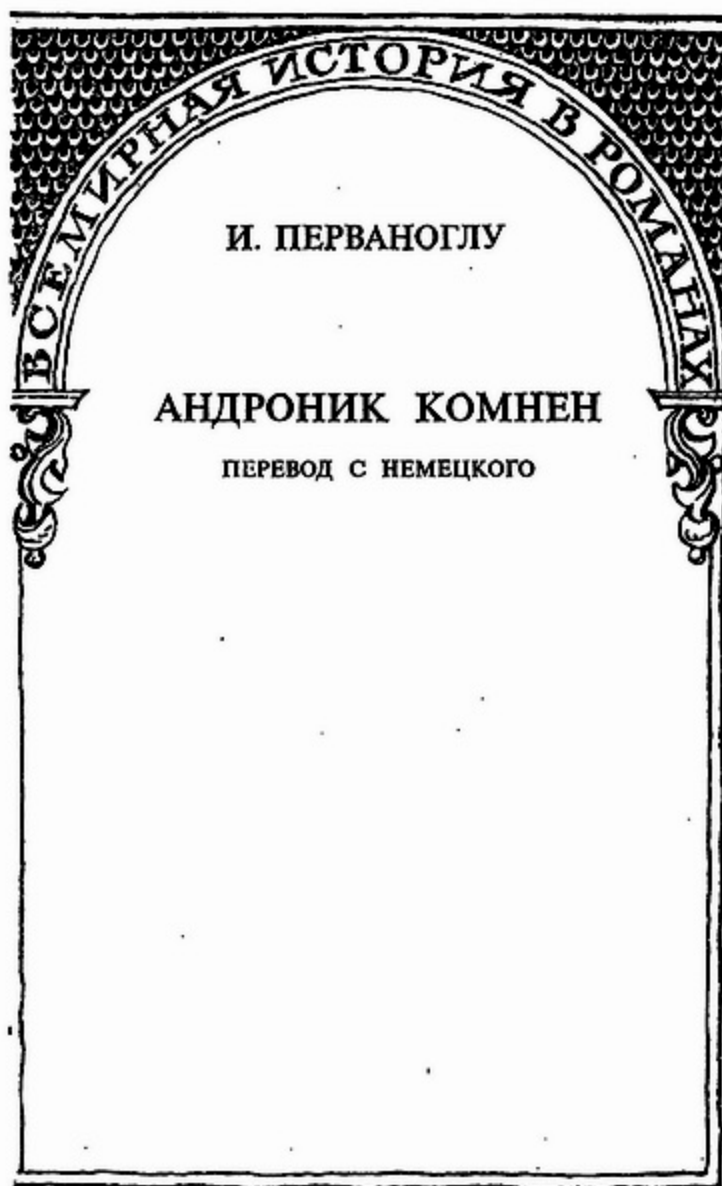 ВСЕМИРНАЯ ИСТОРИЯ В РОМАНАХ
И. ПЕРВАНОГЛУ
АНДРОНИК КОМНЕН
ПЕРЕВОД С НЕМЕЦКОГО